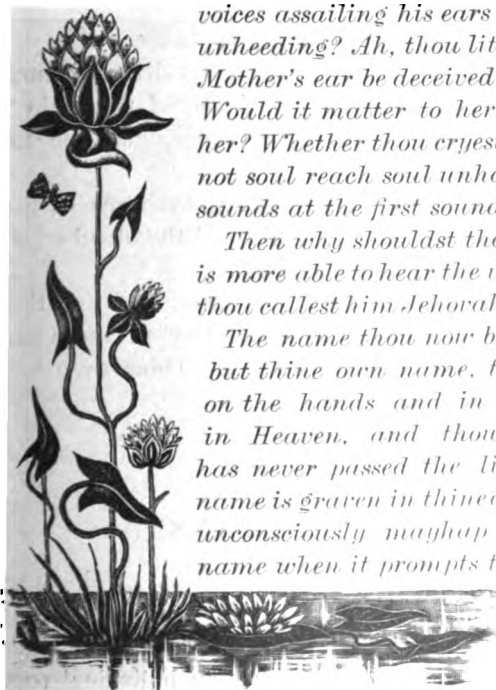 voices assailing his ears
unheeding? Ah, thou lit
Mother's ear be deceived
Would it matter to her
her? Whether thou cryes
not soul reach soul unha
sounds at the first sound
Then why shouldst tho
is more able to hear the
thou callest him Jehovah
The name thou now b
but thine own name, t
on the hands and in
in Heaven, and thou
has never passed the li
name is graven in thine
unconsciously mayhap
name when it prompts t